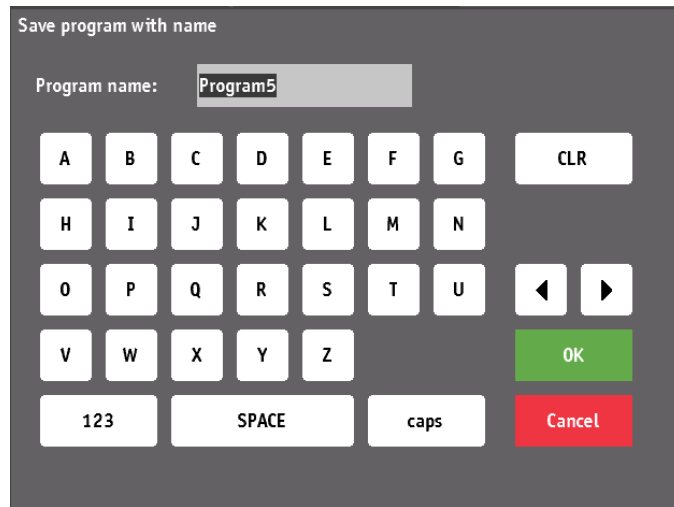 Save program with name
Program name: Program5
A B C D E F G CLR
H I J K L M N
O P Q R S T U
V W X Y Z OK
123 SPACE caps Cancel